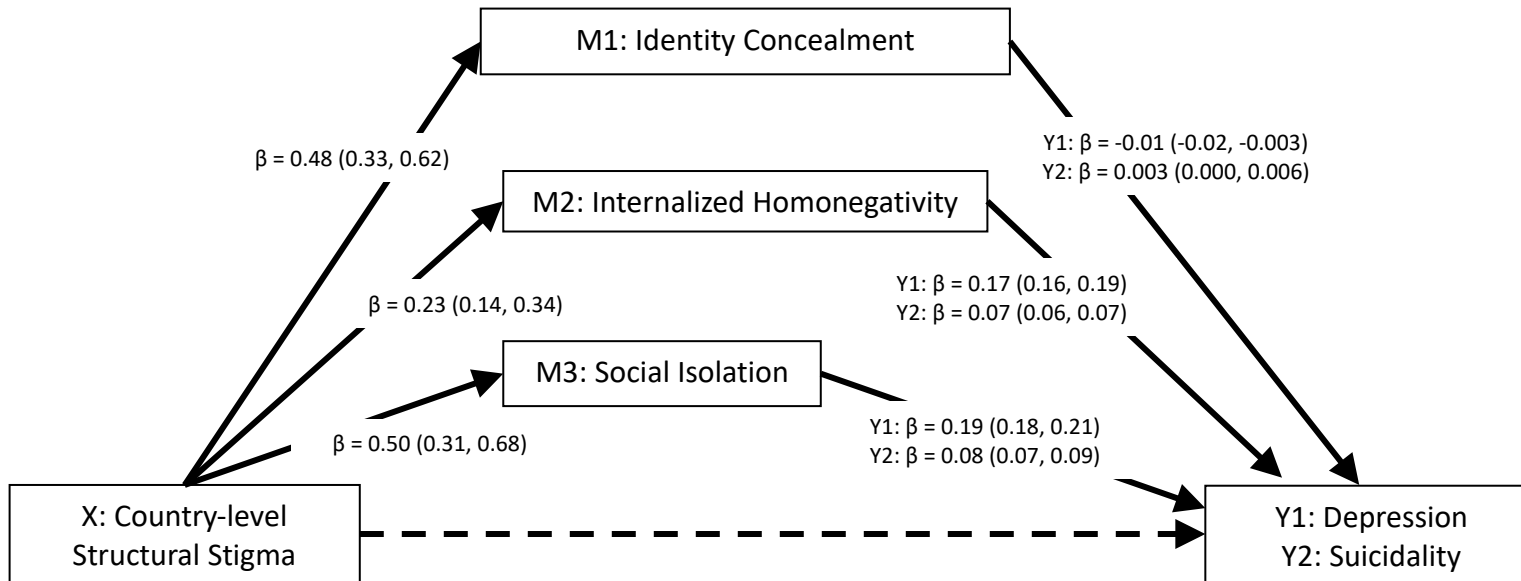 M1: Identity Concealment
β = 0.48 (0.33, 0.62)
Y1: β = -0.01 (-0.02, -0.003)
Y2: β = 0.003 (0.000, 0.006)
M2: Internalized Homonegativity
β = 0.23 (0.14, 0.34)
Y1: β = 0.17 (0.16, 0.19)
Y2: β = 0.07 (0.06, 0.07)
M3: Social Isolation
β = 0.50 (0.31, 0.68)
Y1: β = 0.19 (0.18, 0.21)
Y2: β = 0.08 (0.07, 0.09)
X: Country-level
Structural Stigma
Y1: Depression
Y2: Suicidality